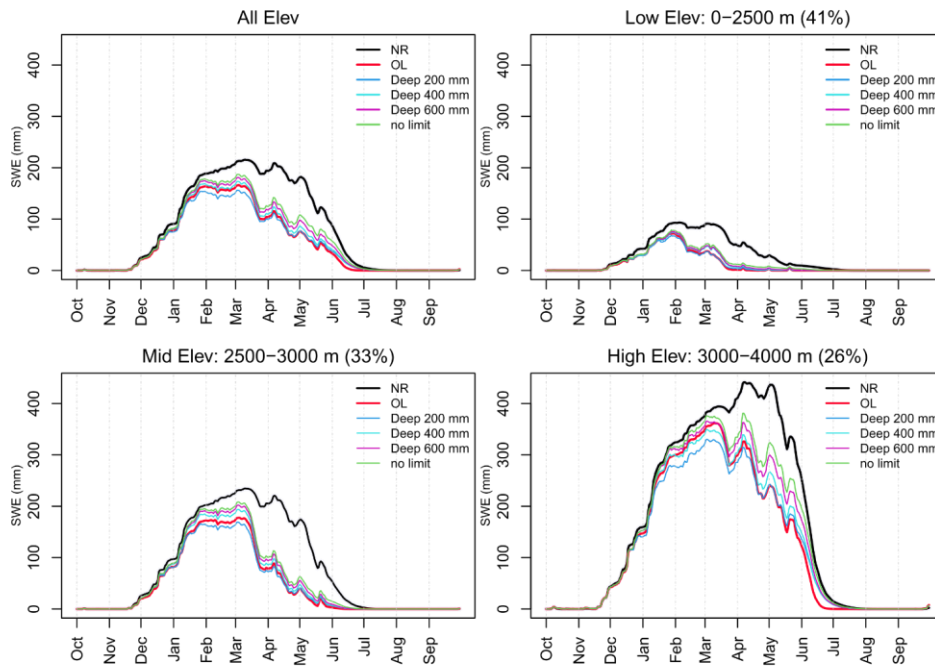 All Elev
NR
OL
Deep 200 mm
Deep 400 mm
Deep 600 mm
no limit
SWE (mm)
400
300
200
100
0
Oct
Nov
Dec
Jan
Feb
Mar
Apr
May
Jun
Jul
Aug
Sep
Low Elev: 0−2500 m (41%)
NR
OL
Deep 200 mm
Deep 400 mm
Deep 600 mm
no limit
SWE (mm)
400
300
200
100
0
Oct
Nov
Dec
Jan
Feb
Mar
Apr
May
Jun
Jul
Aug
Sep
Mid Elev: 2500−3000 m (33%)
NR
OL
Deep 200 mm
Deep 400 mm
Deep 600 mm
no limit
SWE (mm)
400
300
200
100
0
Oct
Nov
Dec
Jan
Feb
Mar
Apr
May
Jun
Jul
Aug
Sep
High Elev: 3000−4000 m (26%)
NR
OL
Deep 200 mm
Deep 400 mm
Deep 600 mm
no limit
SWE (mm)
400
300
200
100
0
Oct
Nov
Dec
Jan
Feb
Mar
Apr
May
Jun
Jul
Aug
Sep